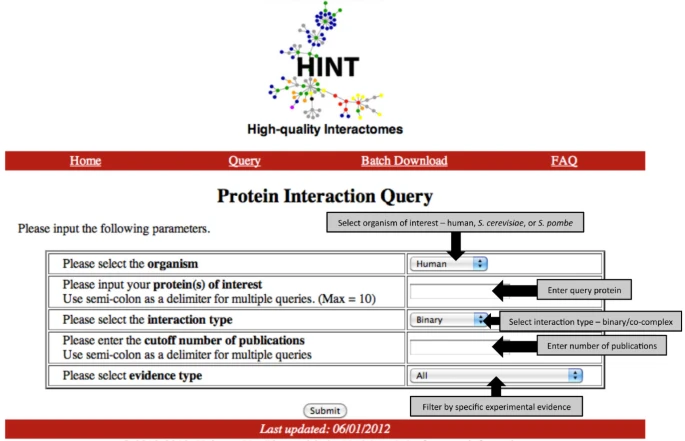 HINT
High-quality Interactomes
Home Query Batch Download FAQ
Protein Interaction Query
Please input the following parameters.
Select organism of interest – human, S. cerevisiae, or S. pombe
Please select the organism
Human
Please input your protein(s) of interest
Use semi-colon as a delimiter for multiple queries. (Max = 10)
Enter query protein
Please select the interaction type
Binary
Select interaction type – binary/co-complex
Please enter the cutoff number of publications
Use semi-colon as a delimiter for multiple queries
Enter number of publications
Please select evidence type
All
Filter by specific experimental evidence
Submit
Last updated: 06/01/2012